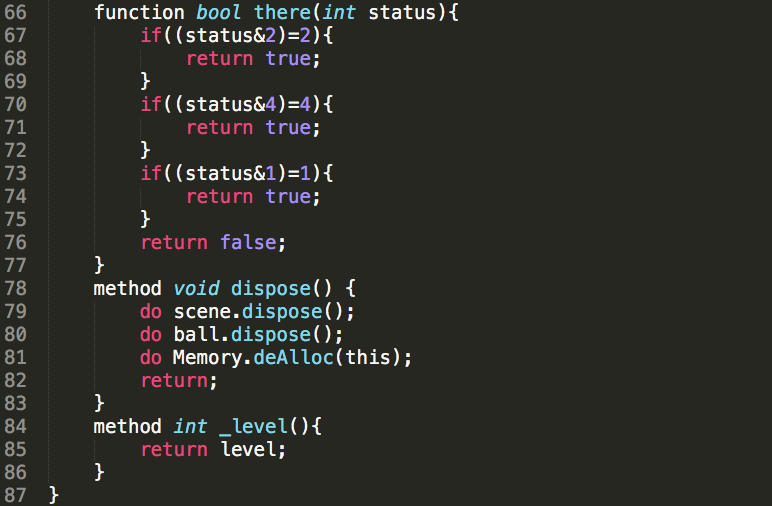 66 function bool there(int status){
67 if((status&2)=2){
68 return true;
69 }
70 if((status&4)=4){
71 return true;
72 }
73 if((status&1)=1){
74 return true;
75 }
76 return false;
77 }
78 method void dispose() {
79 do scene.dispose();
80 do ball.dispose();
81 do Memory.deAlloc(this);
82 return;
83 }
84 method int _level(){
85 return level;
86 }
87 }